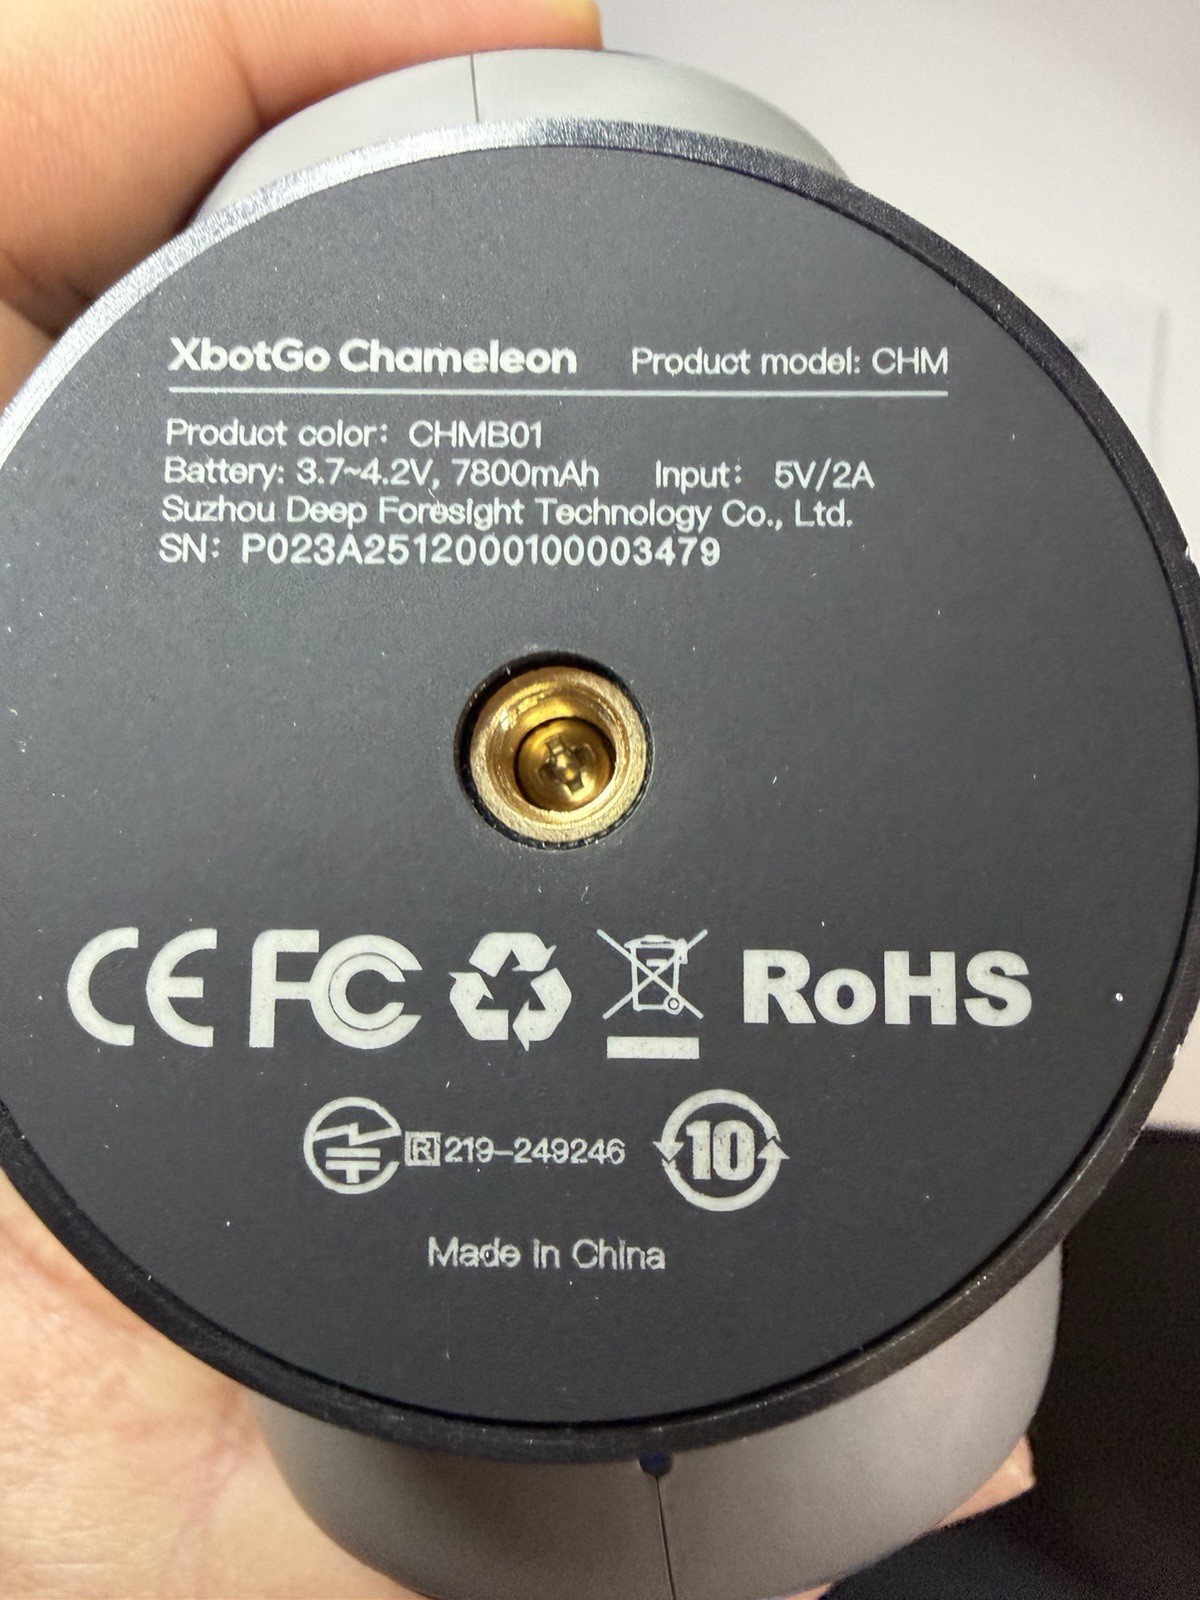 XbotGo Chameleon Product model: CHM
Product color: CHMB01
Battery: 3.7~4.2V, 7800mAh Input: 5V/2A
Suzhou Deep Foresight Technology Co., Ltd.
SN: P023A2512000100003479
CE FC RoHS
R 219-249246 10
Made in China